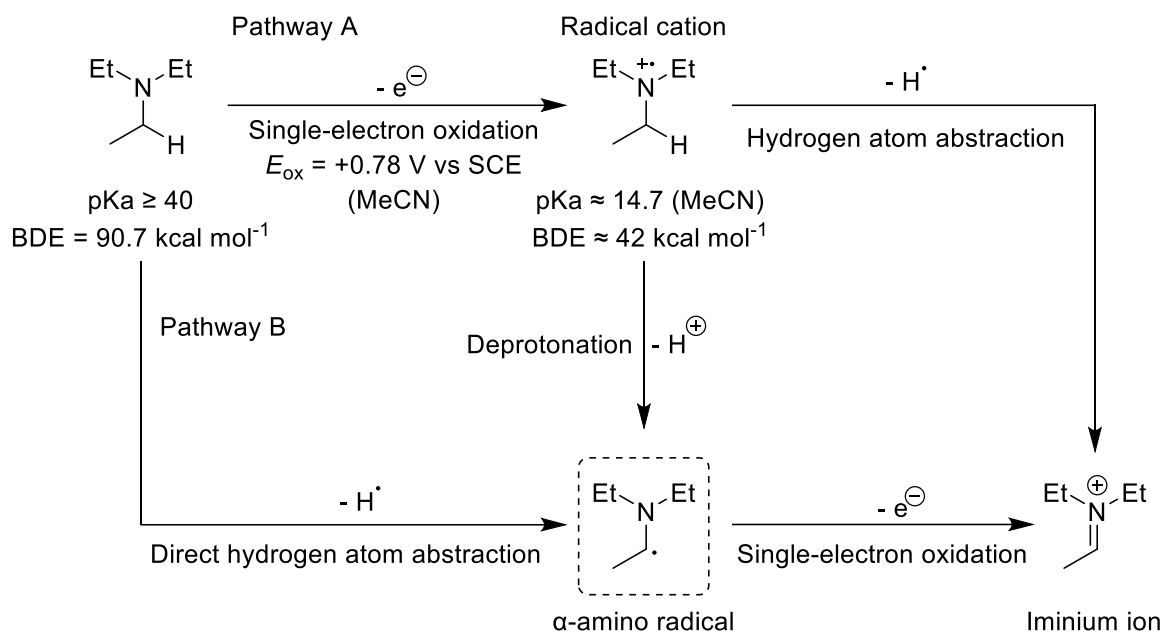 Pathway A
Radical cation
Et
N
Et
H
- e⊖
Single-electron oxidation
Eox = +0.78 V vs SCE
(MeCN)
Et
+•
N
Et
H
- H•
Hydrogen atom abstraction
pKa ≥ 40
BDE = 90.7 kcal mol⁻¹
pKa ≈ 14.7 (MeCN)
BDE ≈ 42 kcal mol⁻¹
Pathway B
Deprotonation
- H⊕
- H•
Direct hydrogen atom abstraction
Et
N
Et
•
- e⊖
Single-electron oxidation
Et
⊕
N
Et
α-amino radical
Iminium ion